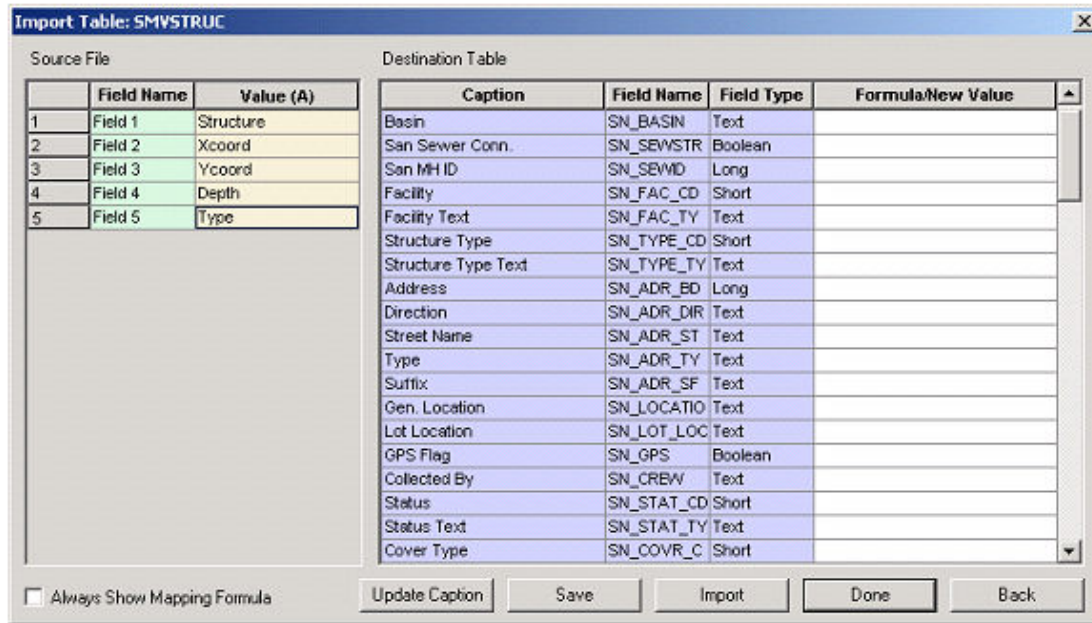 Import Table: SMVSTRUC
Source File
Field Name Value (A)
1 Field 1 Structure
2 Field 2 Xcoord
3 Field 3 Ycoord
4 Field 4 Depth
5 Field 5 Type
Destination Table
Caption Field Name Field Type Formula/New Value
Basin SN_BASIN Text
San Sewer Conn. SN_SEWSTR Boolean
San MH ID SN_SEWID Long
Facility SN_FAC_CD Short
Facility Text SN_FAC_TY Text
Structure Type SN_TYPE_CD Short
Structure Type Text SN_TYPE_TY Text
Address SN_ADR_BD Long
Direction SN_ADR_DIR Text
Street Name SN_ADR_ST Text
Type SN_ADR_TY Text
Suffix SN_ADR_SF Text
Gen. Location SN_LOCATIO Text
Lot Location SN_LOT_LOC Text
GPS Flag SN_GPS Boolean
Collected By SN_CREW Text
Status SN_STAT_CD Short
Status Text SN_STAT_TY Text
Cover Type SN_COVR_C Short
Always Show Mapping Formula
Update Caption Save Import Done Back